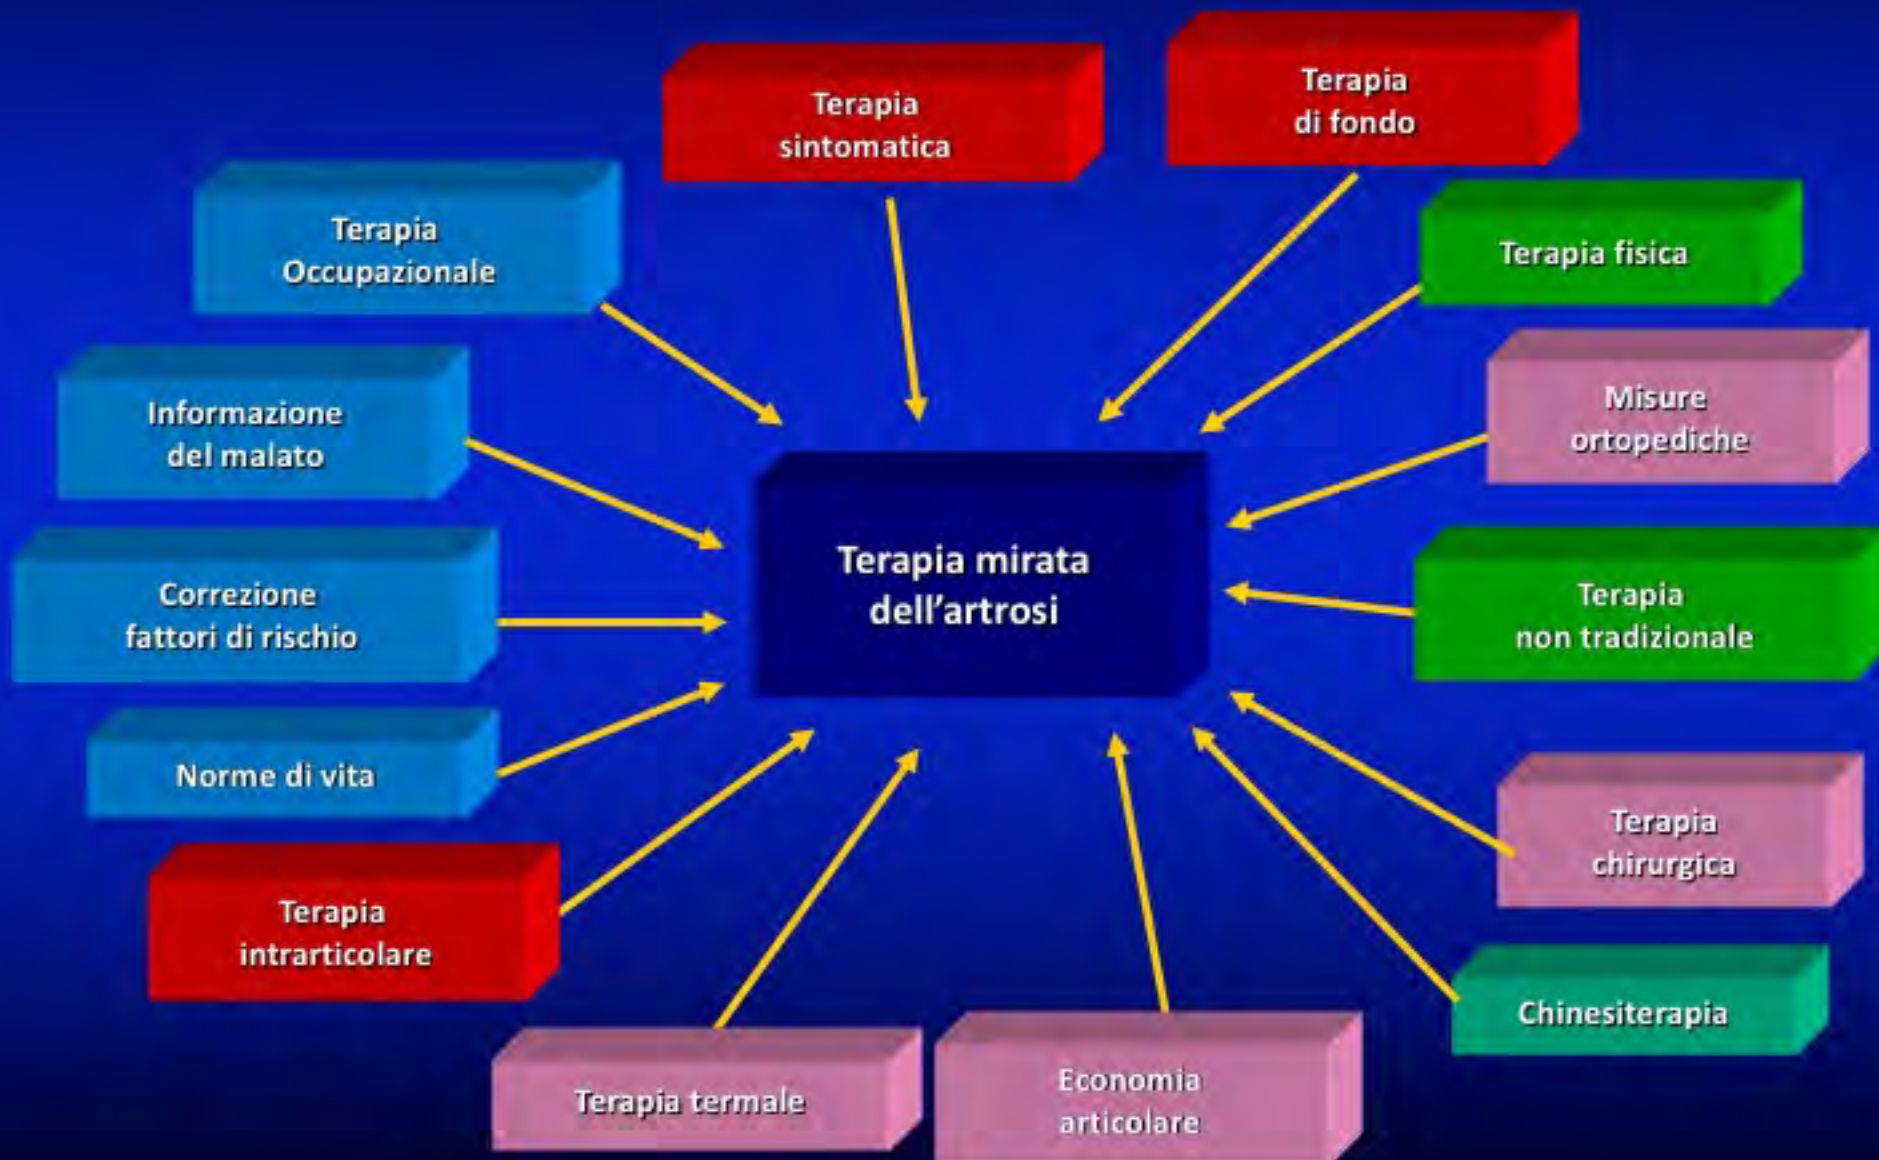 Terapia
sintomatica
Terapia
di fondo
Terapia
Occupazionale
Terapia fisica
Informazione
del malato
Misure
ortopediche
Terapia mirata
dell'artrosi
Correzione
fattori di rischio
Terapia
non tradizionale
Norme di vita
Terapia
chirurgica
Terapia
intrarticolare
Chinesiterapia
Terapia termale
Economia
articolare